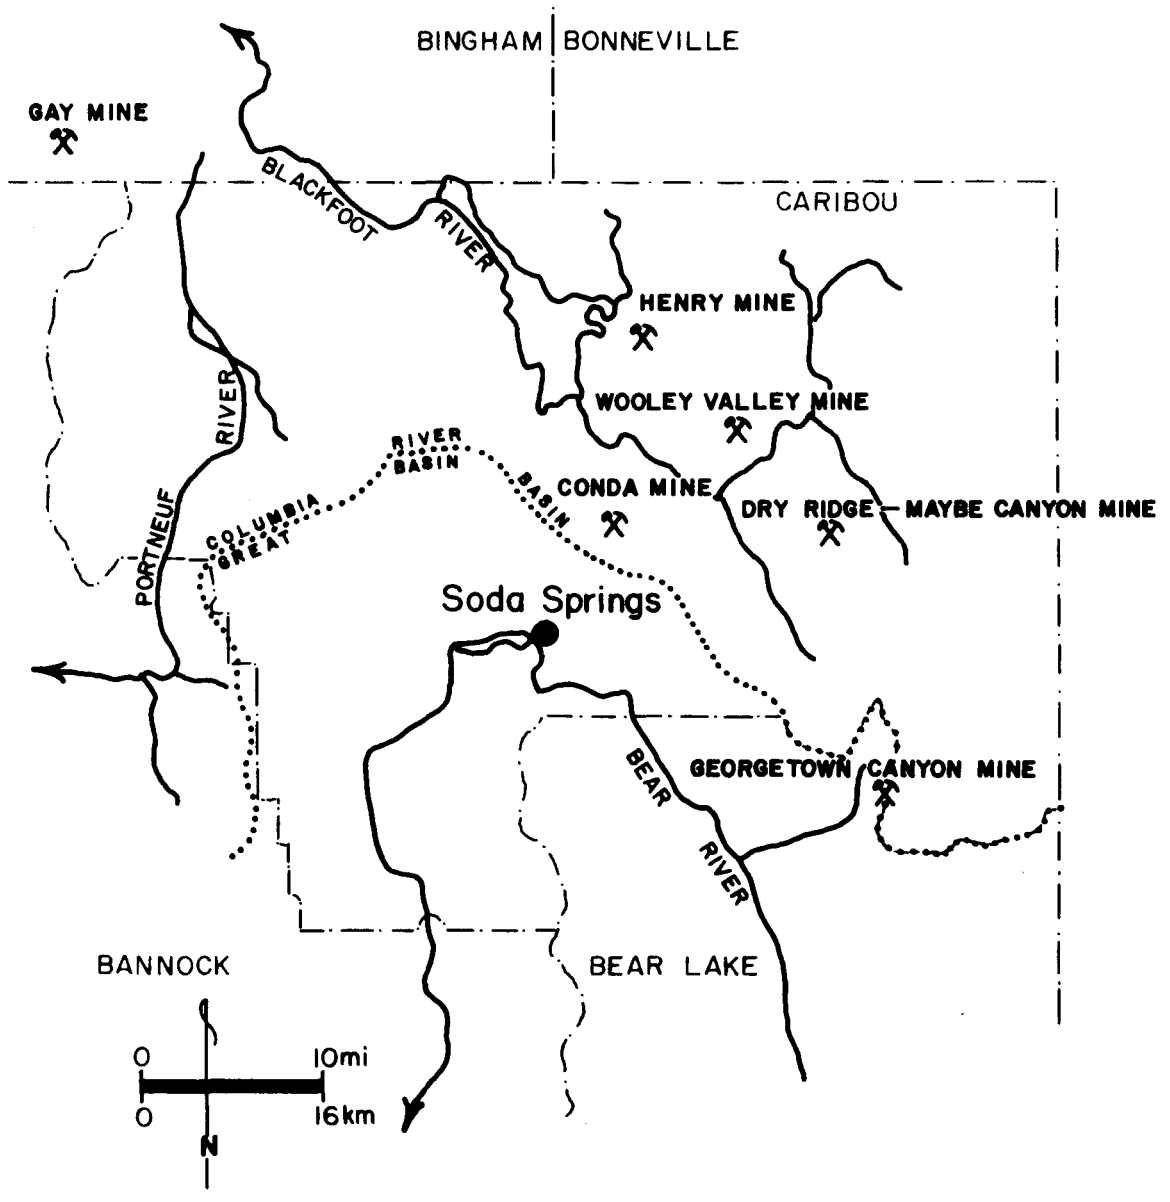 BINGHAM BONNEVILLE
GAY MINE
BLACKFOOT
RIVER
CARIBOU
HENRY MINE
WOOLEY VALLEY MINE
RIVER
PORTNEUF
RIVER
BASIN
BASIN
CONDA MINE
COLUMBIA
GREAT
DRY RIDGE – MAYBE CANYON MINE
Soda Springs
BEAR
RIVER
GEORGETOWN CANYON MINE
BANNOCK
BEAR LAKE
0 10mi
0 16km
N